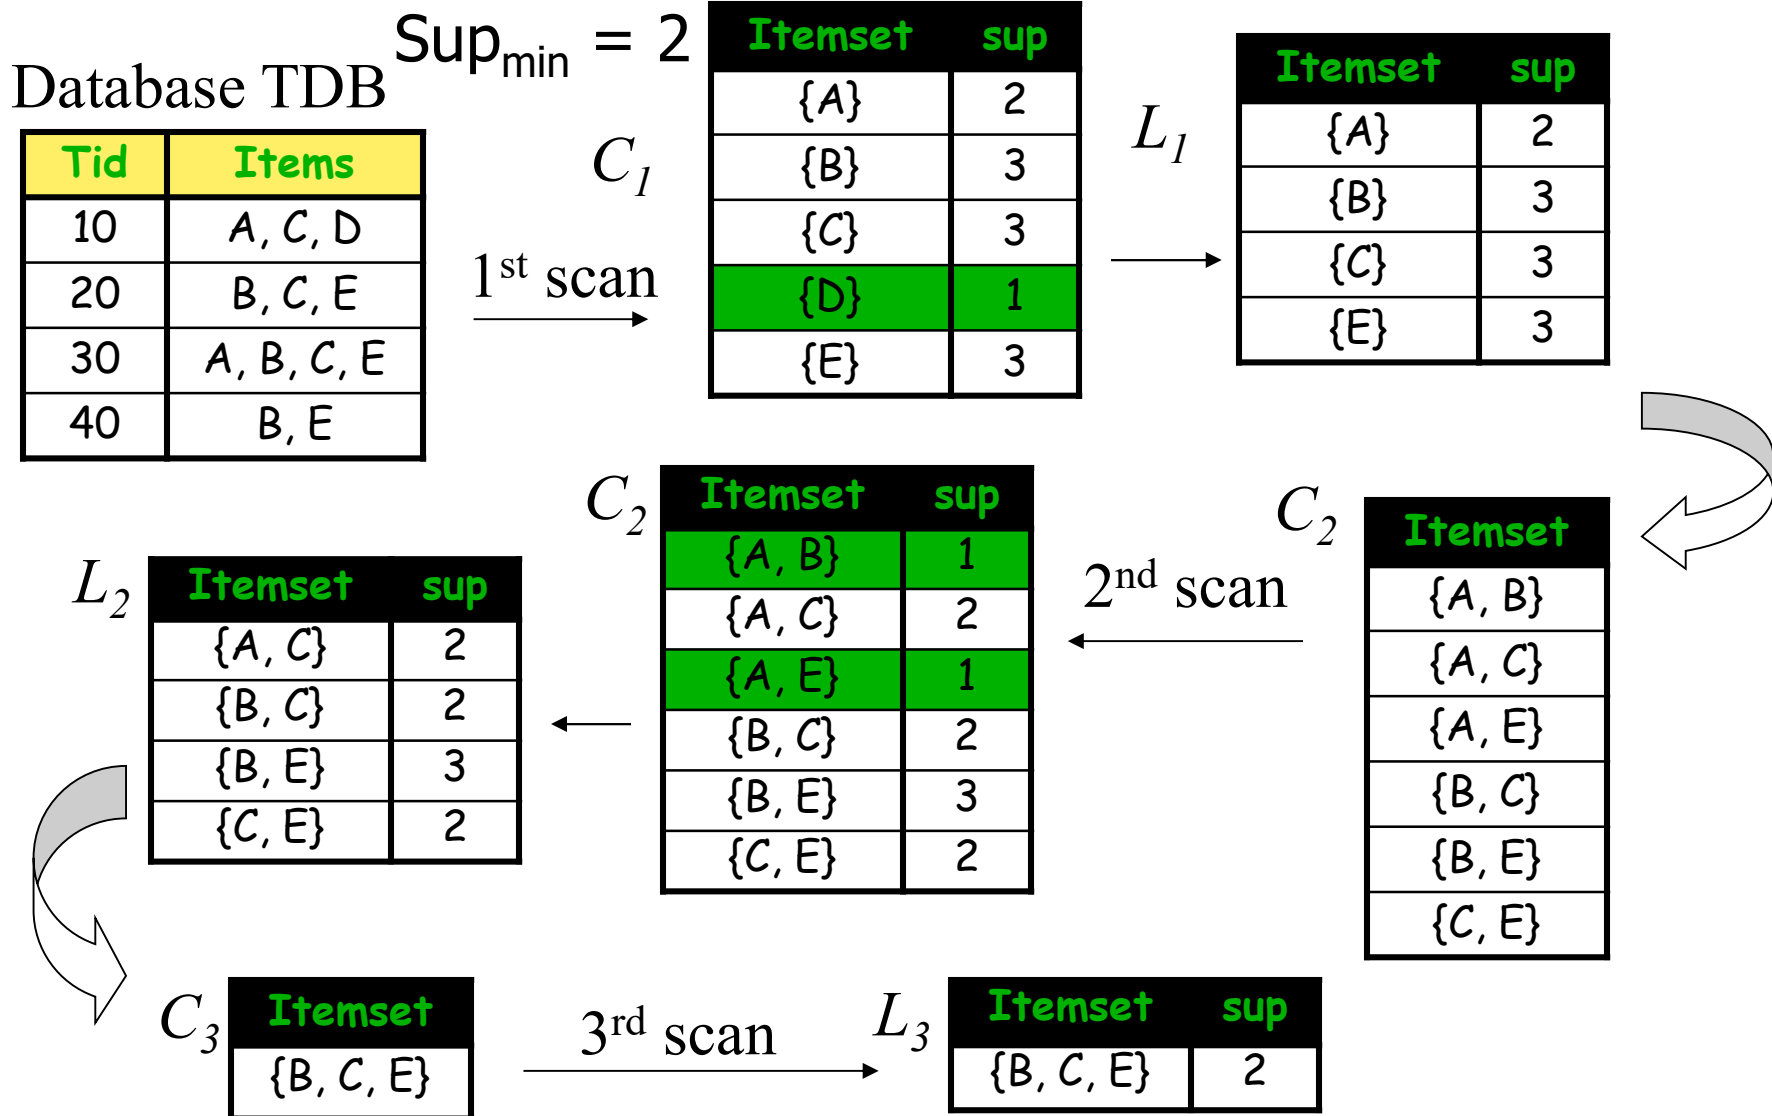 Sup_min = 2
Database TDB
Tid Items
10 A, C, D
20 B, C, E
30 A, B, C, E
40 B, E
1st scan
C1
Itemset sup
{A} 2
{B} 3
{C} 3
{D} 1
{E} 3
L1
Itemset sup
{A} 2
{B} 3
{C} 3
{E} 3
C2
Itemset
{A, B}
{A, C}
{A, E}
{B, C}
{B, E}
{C, E}
2nd scan
C2
Itemset sup
{A, B} 1
{A, C} 2
{A, E} 1
{B, C} 2
{B, E} 3
{C, E} 2
L2
Itemset sup
{A, C} 2
{B, C} 2
{B, E} 3
{C, E} 2
C3
Itemset
{B, C, E}
3rd scan
L3
Itemset sup
{B, C, E} 2